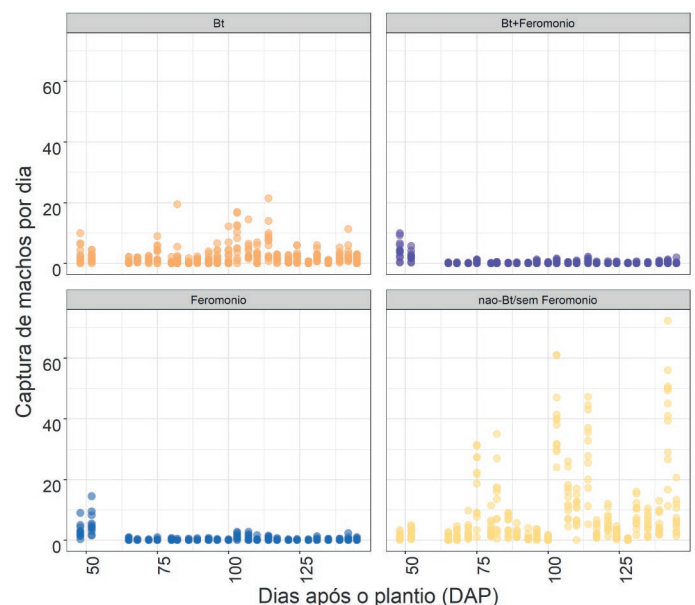 Bt
Bt+Feromonio
60
40
20
0
Feromonio
nao-Bt/sem Feromonio
60
40
20
0
Captura de machos por dia
50
75
100
125
50
75
100
125
Dias após o plantio (DAP)